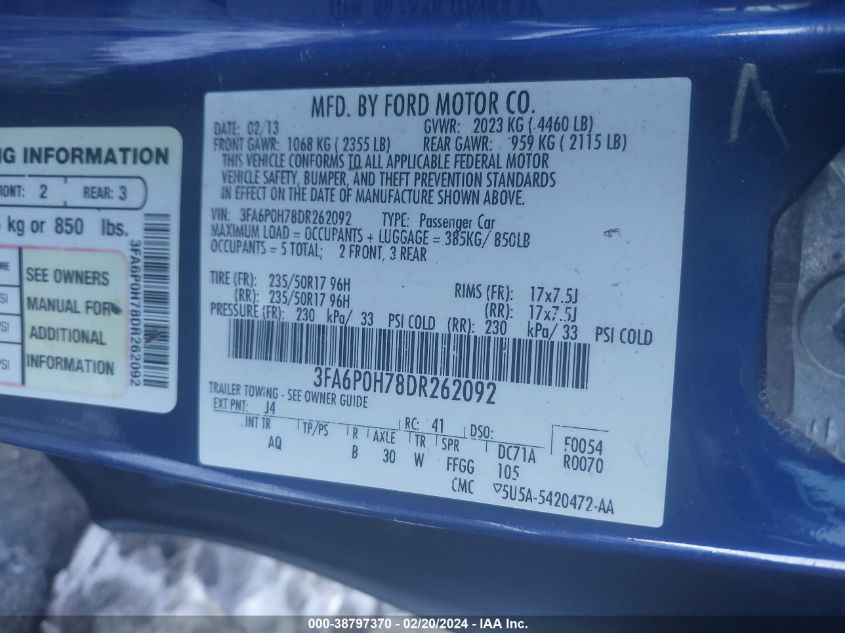 MFD. BY FORD MOTOR CO.
DATE: 02/13 GVWR: 2023 KG ( 4460 LB)
FRONT GAWR: 1068 KG ( 2355 LB) REAR GAWR: 959 KG ( 2115 LB)
THIS VEHICLE CONFORMS TO ALL APPLICABLE FEDERAL MOTOR
VEHICLE SAFETY, BUMPER, AND THEFT PREVENTION STANDARDS
IN EFFECT ON THE DATE OF MANUFACTURE SHOWN ABOVE.
VIN: 3FA6P0H78DR262092 TYPE: Passenger Car
MAXIMUM LOAD = OCCUPANTS + LUGGAGE = 385KG/ 850LB
OCCUPANTS = 5 TOTAL; 2 FRONT, 3 REAR
TIRE (FR): 235/50R17 96H RIMS (FR): 17x7.5J
(RR): 235/50R17 96H (RR): 17x7.5J
PRESSURE (FR): 230 kPa/ 33 PSI COLD (RR): 230 kPa/ 33 PSI COLD
3FA6P0H78DR262092
TRAILER TOWING - SEE OWNER GUIDE
EXT PNT: J4 RC: 41 DSO:
INT TR TP/PS R AXLE TR SPR DC71A F0054
AQ B 30 W FFGG 105 R0070
CMC 5U5A-5420472-AA
NG INFORMATION
RONT: 2 REAR: 3
kg or 850 lbs.
3FA6P0H78DR262092
SEE OWNERS
MANUAL FOR
ADDITIONAL
INFORMATION
PSI
PSI
PSI
000-38797370 - 02/20/2024 - IAA Inc.